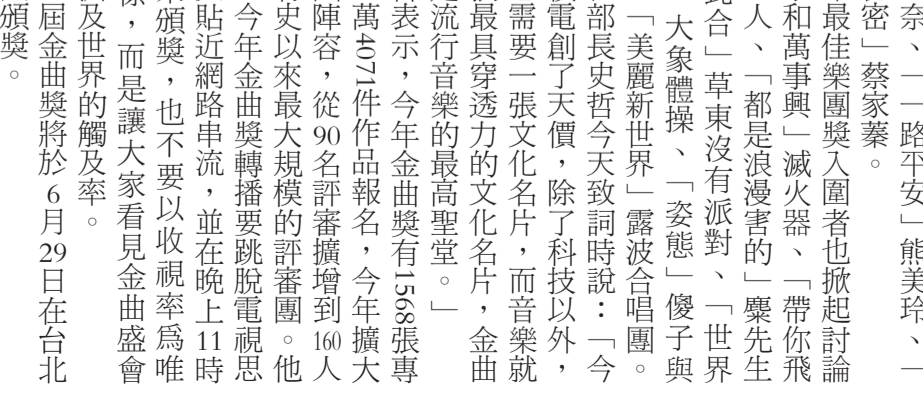 奈、「一路平安」熊美玲、「
密」蔡家蓁。
最佳樂團獎入圍者也掀起討論
和萬事興」滅火器、「帶你飛
人、「都是浪漫害的」麋先生
此合」草東沒有派對、「世界
大象體操、「姿態」傻子與
「美麗新世界」露波合唱團。
部長史哲今天致詞時說：「今
電創了天價，除了科技以外，
需要一張文化名片，而音樂就
最具穿透力的文化名片，金曲
流行音樂的最高聖堂。」
表示，今年金曲獎有1568張專
萬4071件作品報名，今年擴大
陣容，從90名評審擴增到160人
史以來最大規模的評審團。他
今年金曲獎轉播要跳脫電視思
貼近網路串流，並在晚上11時
頒獎，也不要以收視率爲唯
，而是讓大家看見金曲盛會
及世界的觸及率。
屆金曲獎將於6月29日在台北
頒獎。